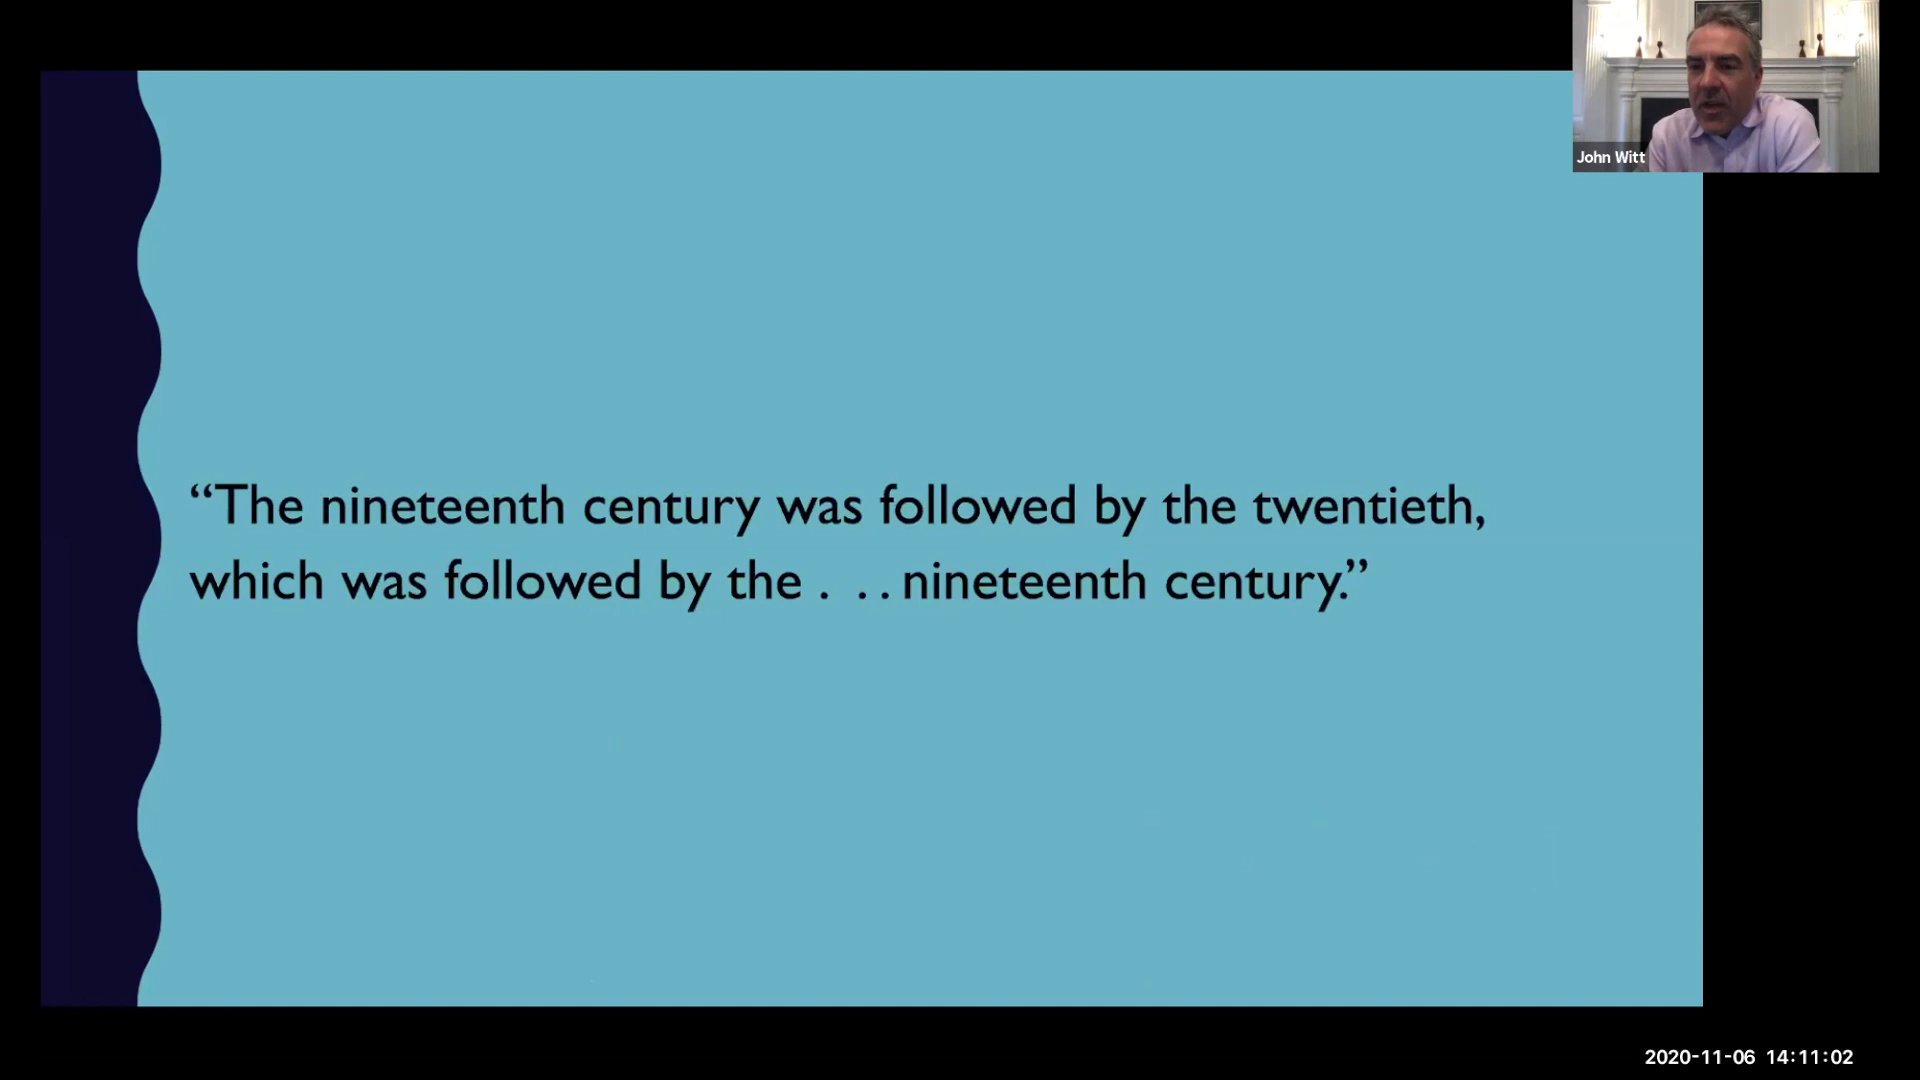 John Witt
“The nineteenth century was followed by the twentieth,
which was followed by the . . . nineteenth century.”
2020-11-06 14:11:02